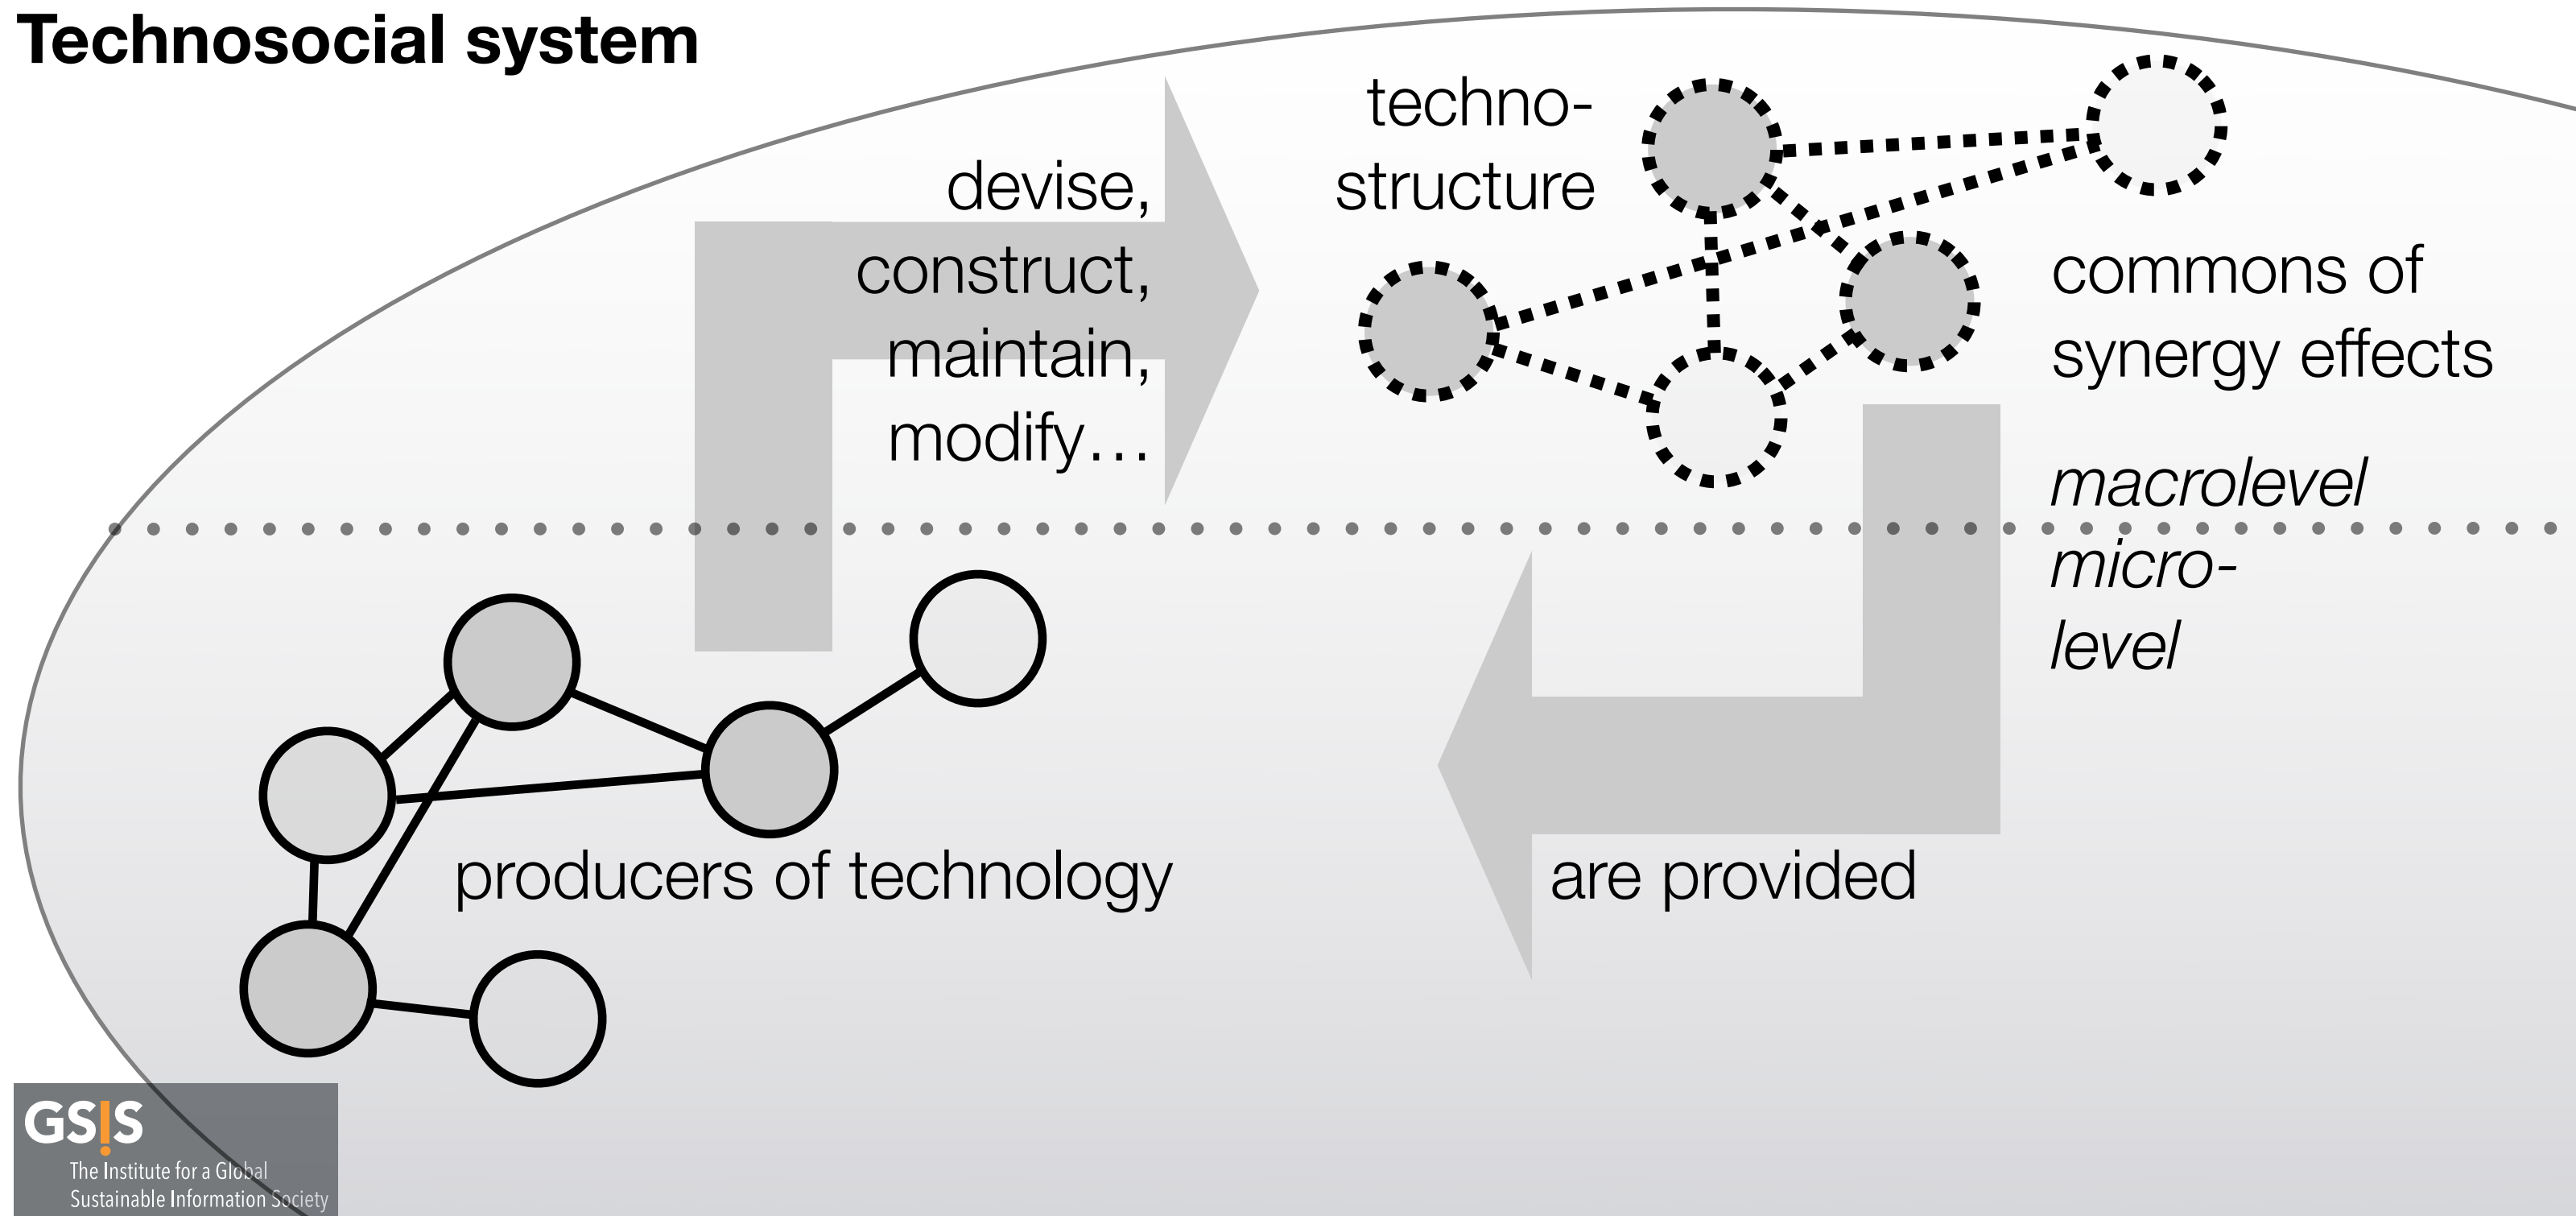 Technosocial system
devise,
construct,
maintain,
modify…
techno-
structure
commons of
synergy effects
macrolevel
micro-
level
producers of technology
are provided
GS!S
The Institute for a Global
Sustainable Information Society